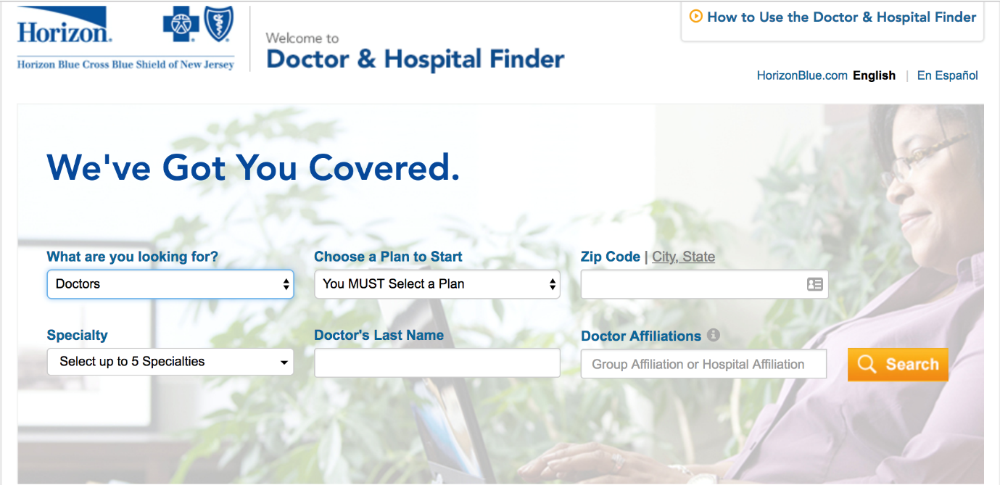 How to Use the Doctor & Hospital Finder
Horizon.
Horizon Blue Cross Blue Shield of New Jersey
Welcome to
Doctor & Hospital Finder
HorizonBlue.com English | En Español
We've Got You Covered.
What are you looking for?
Doctors
Choose a Plan to Start
You MUST Select a Plan
Zip Code | City, State
Specialty
Select up to 5 Specialties
Doctor's Last Name
Doctor Affiliations
Group Affiliation or Hospital Affiliation
Search